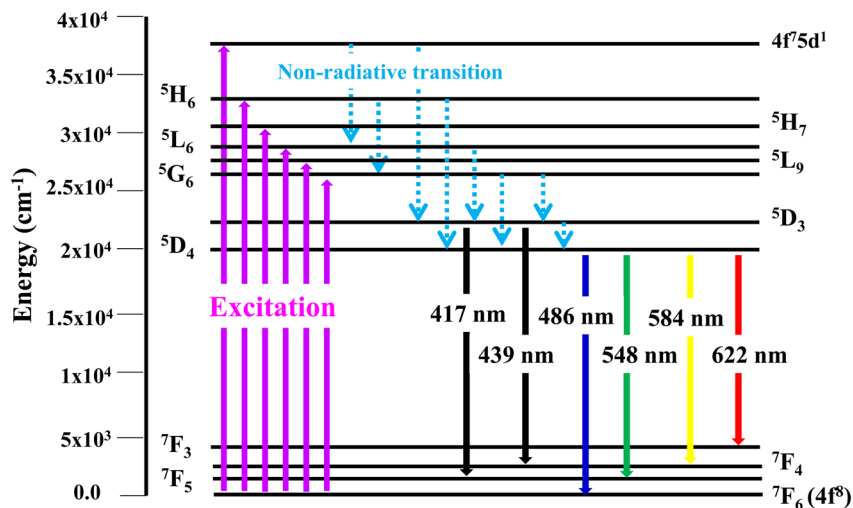 4x10⁴
4f⁷5d¹
Non-radiative transition
3.5x10⁴
⁵H₆
3x10⁴
⁵H₇
⁵L₆
⁵L₉
2.5x10⁴
⁵G₆
⁵D₃
2x10⁴
⁵D₄
Energy (cm⁻¹)
Excitation
1.5x10⁴
417 nm
486 nm
584 nm
439 nm
548 nm
622 nm
1x10⁴
5x10³
⁷F₃
⁷F₄
⁷F₅
0.0
⁷F₆ (4f⁸)